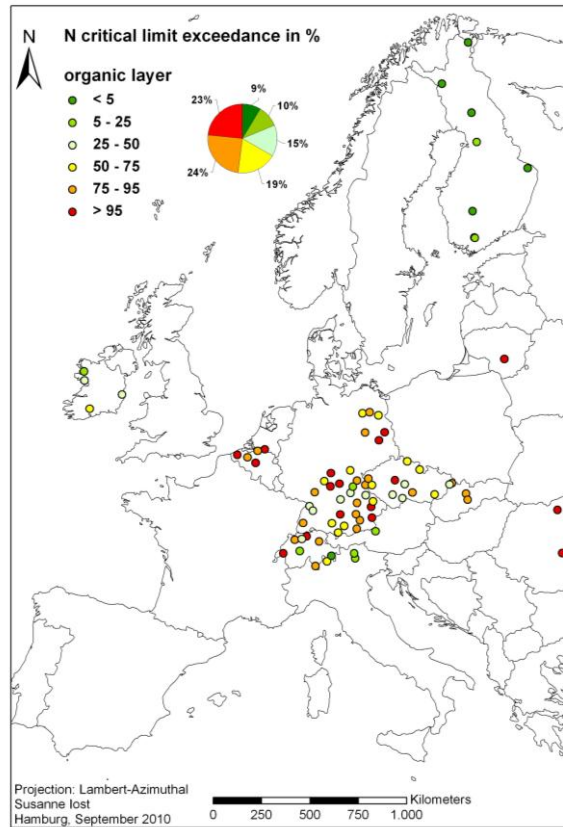 N
N critical limit exceedance in %
organic layer
< 5
5 - 25
25 - 50
50 - 75
75 - 95
> 95
9%
10%
15%
19%
24%
23%
Projection: Lambert-Azimuthal
Susanne Iost
Hamburg, September 2010
Kilometers
0 250 500 750 1.000